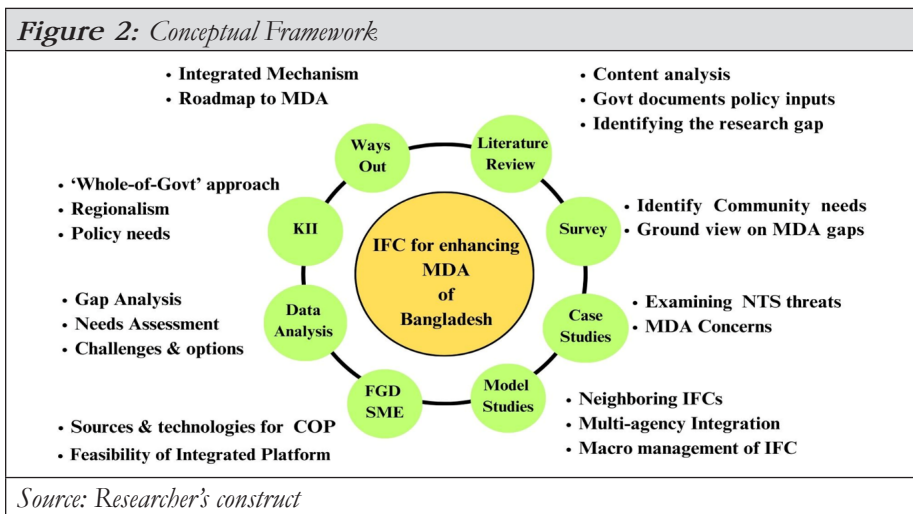 Figure 2: Conceptual Framework
• Integrated Mechanism
• Roadmap to MDA
• Content analysis
• Govt documents policy inputs
• Identifying the research gap
Ways
Out
Literature
Review
• ‘Whole-of-Govt’ approach
• Regionalism
• Policy needs
KII
IFC for enhancing
MDA
of
Bangladesh
Survey
• Identify Community needs
• Ground view on MDA gaps
• Gap Analysis
• Needs Assessment
• Challenges & options
Data
Analysis
Case
Studies
• Examining NTS threats
• MDA Concerns
FGD
SME
Model
Studies
• Sources & technologies for COP
• Feasibility of Integrated Platform
• Neighboring IFCs
• Multi-agency Integration
• Macro management of IFC
Source: Researcher’s construct